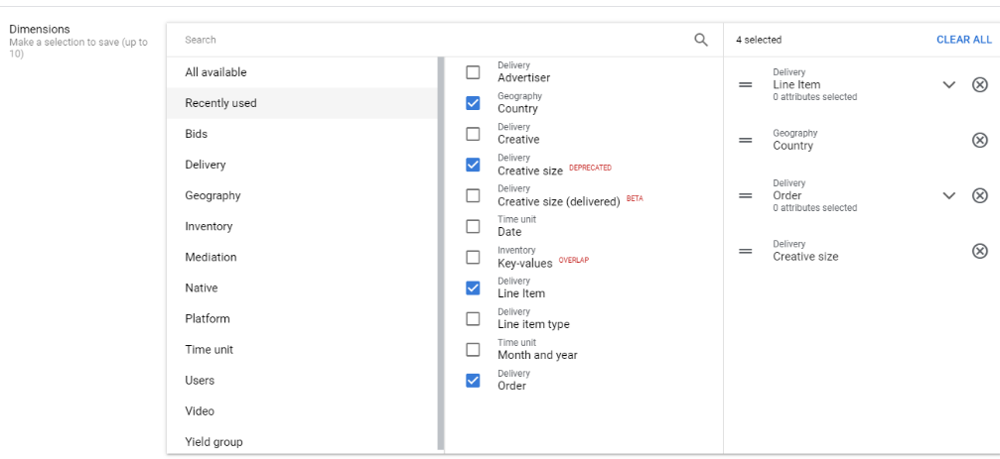 Dimensions
Make a selection to save (up to
10)
Search
All available
Recently used
Bids
Delivery
Geography
Inventory
Mediation
Native
Platform
Time unit
Users
Video
Yield group
Delivery
Advertiser
Geography
Country
Delivery
Creative
Delivery
Creative size DEPRECATED
Delivery
Creative size (delivered) BETA
Time unit
Date
Inventory
Key-values OVERLAP
Delivery
Line Item
Delivery
Line item type
Time unit
Month and year
Delivery
Order
4 selected CLEAR ALL
Delivery
Line Item
0 attributes selected
Geography
Country
Delivery
Order
0 attributes selected
Delivery
Creative size